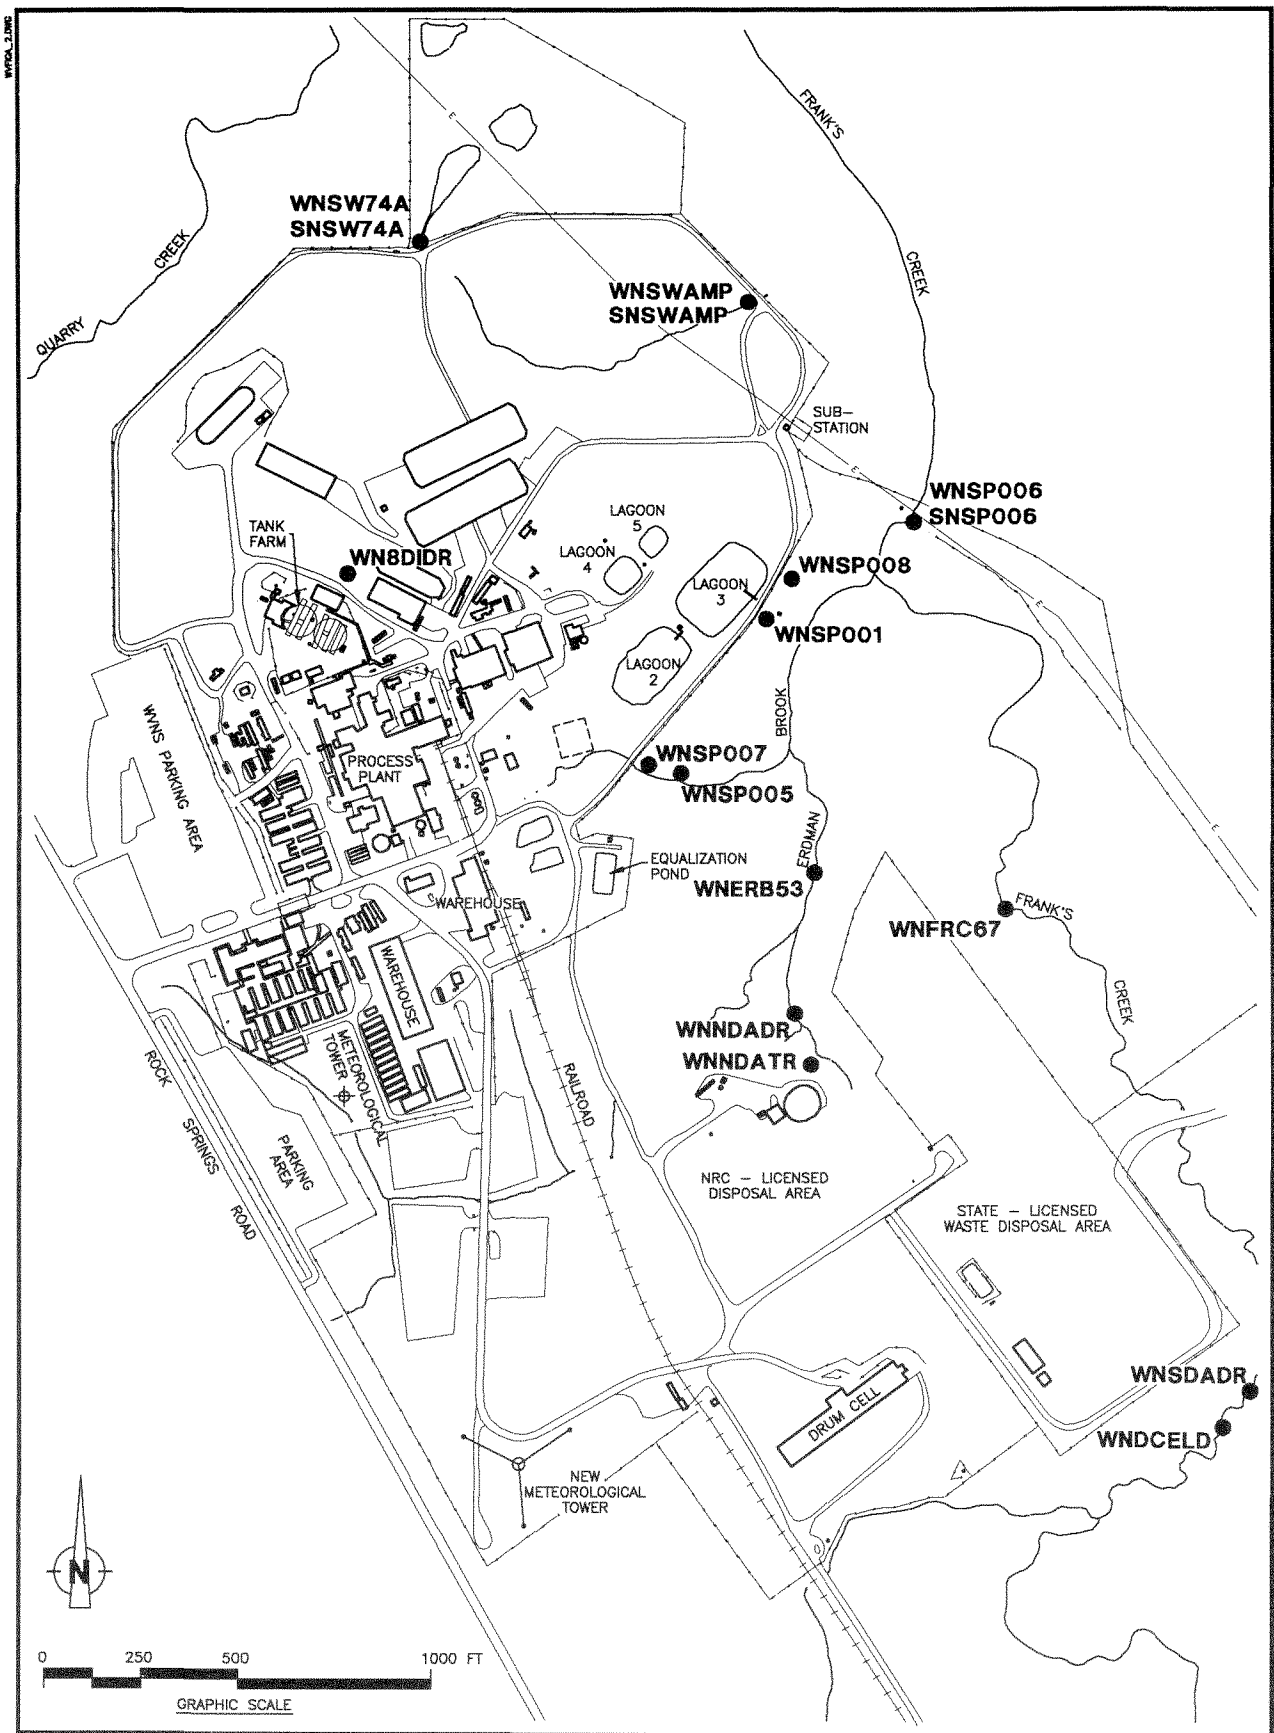 WVFIGA_2.DWG
FRANK'S
CREEK
WNSW74A
SNSW74A
QUARRY
CREEK
E
WNSWAMP
SNSWAMP
SUB-
STATION
E
WNSP006
SNSP006
TANK
FARM
WN8DIDR
LAGOON
5
LAGOON
4
LAGOON
3
WNSP008
WNSP001
LAGOON
2
E
BROOK
WVNS PARKING AREA
PROCESS
PLANT
WNSP007
WNSP005
E
ERDMAN
EQUALIZATION
POND
WNERB53
WAREHOUSE
WNFRC67
FRANK'S
CREEK
WAREHOUSE
WNNDADR
WNNDATR
METEOROLOGICAL
TOWER
ROCK
SPRINGS
ROAD
RAILROAD
PARKING
AREA
NRC – LICENSED
DISPOSAL AREA
STATE – LICENSED
WASTE DISPOSAL AREA
WNSDADR
DRUM CELL
WNDCELD
NEW
METEOROLOGICAL
TOWER
N
0 250 500 1000 FT
GRAPHIC SCALE